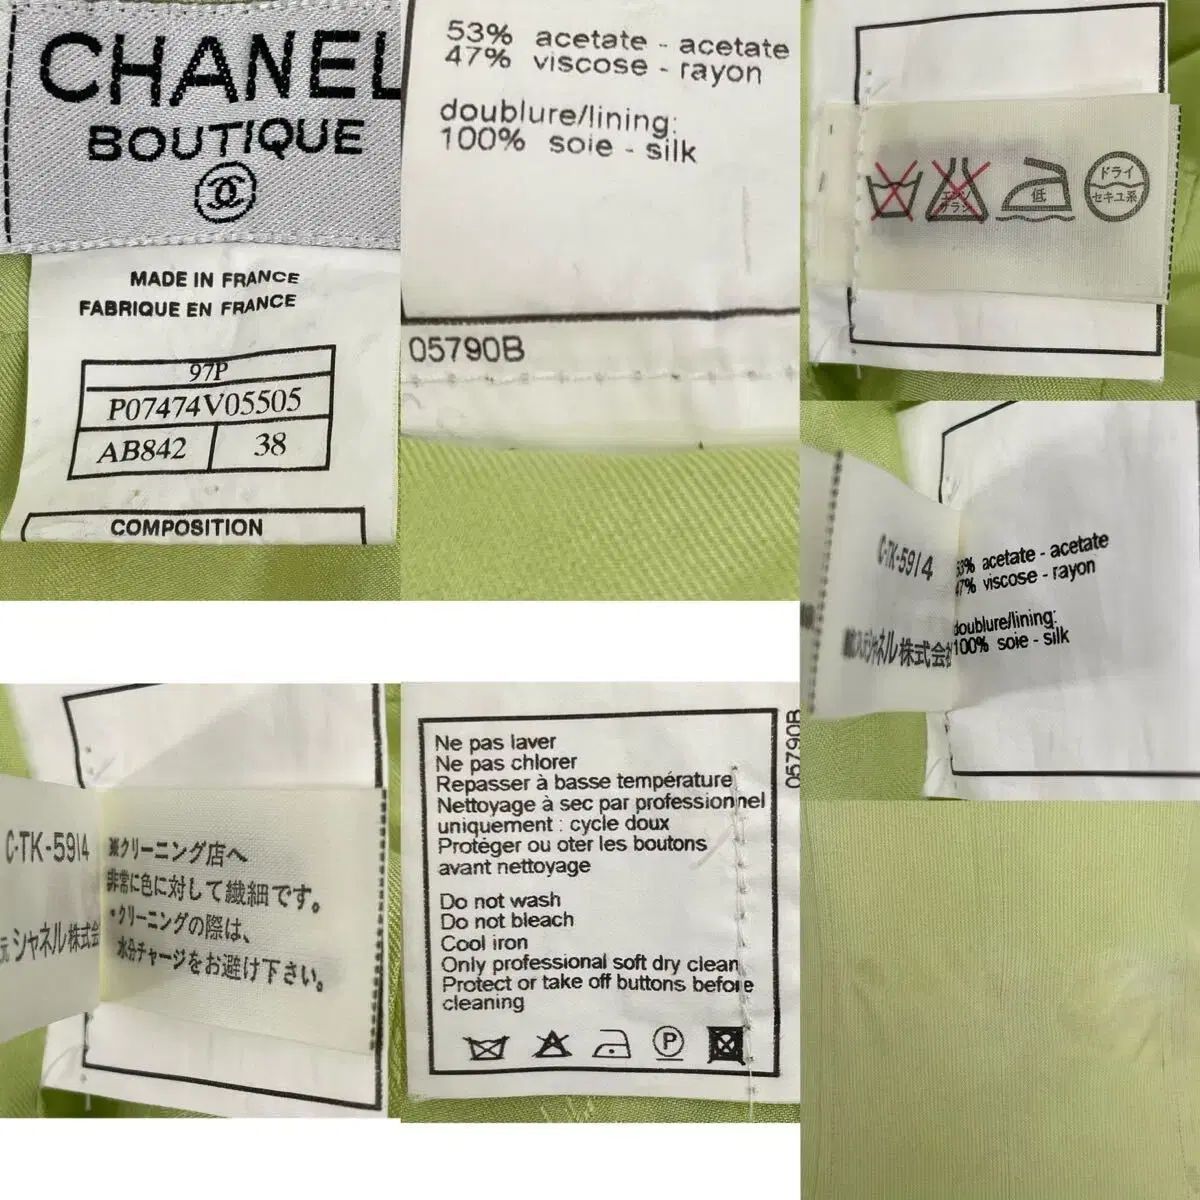 CHANEL
BOUTIQUE
MADE IN FRANCE
FABRIQUE EN FRANCE
97P
P07474V05505
AB842 38
COMPOSITION
53% acetate - acetate
47% viscose - rayon
doublure/lining:
100% soie - silk
05790B
エンソ
サラシ
低
ドライ
セキユ系
C-TK-5914
シャネル株式会
53% acetate - acetate
47% viscose - rayon
doublure/lining:
100% soie - silk
C-TK-5914
元 シャネル株式会
クリーニング店へ
非常に色に対して繊細です。
・クリーニングの際は、
水分チャージをお避け下さい。
Ne pas laver
Ne pas chlorer
Repasser à basse température
Nettoyage à sec par professionnel
uniquement : cycle doux
Protéger ou oter les boutons
avant nettoyage
Do not wash
Do not bleach
Cool iron
Only professional soft dry clean
Protect or take off buttons before
cleaning
P
05790B